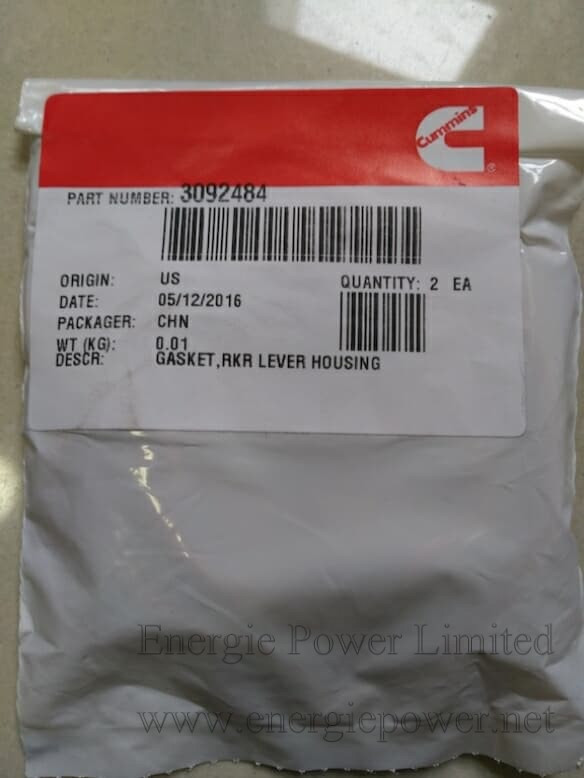 Cummins
®
PART NUMBER: 3092484
ORIGIN: US
QUANTITY: 2 EA
DATE: 05/12/2016
PACKAGER: CHN
WT (KG): 0.01
DESCR: GASKET,RKR LEVER HOUSING
Energie Power Limited
www.energiepower.net